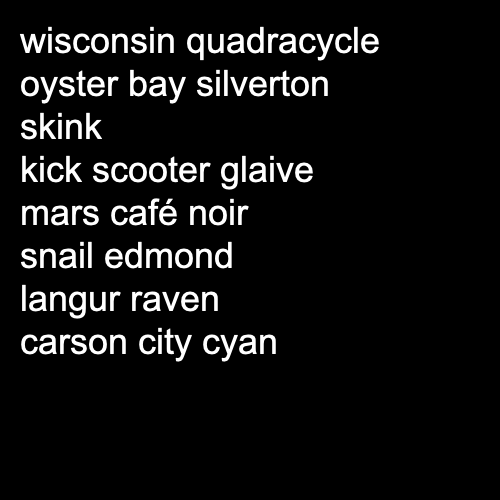 wisconsin quadracycle
oyster bay silverton
skink
kick scooter glaive
mars café noir
snail edmond
langur raven
carson city cyan